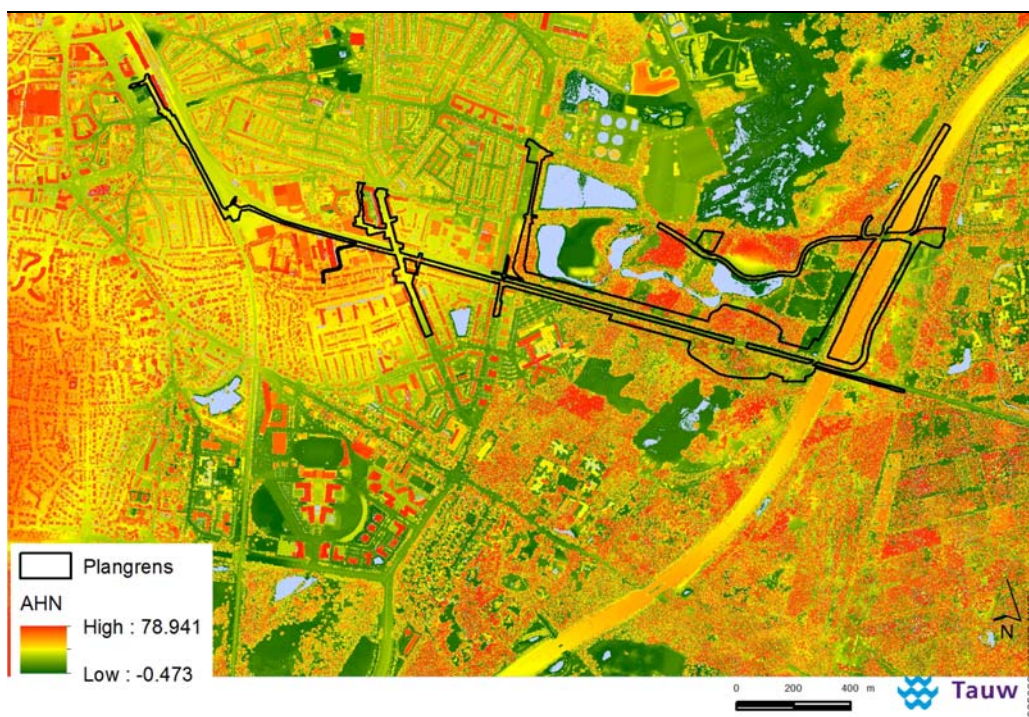 Plangrens
AHN
High : 78.941
Low : -0.473
N
0 200 400 m
Tauw